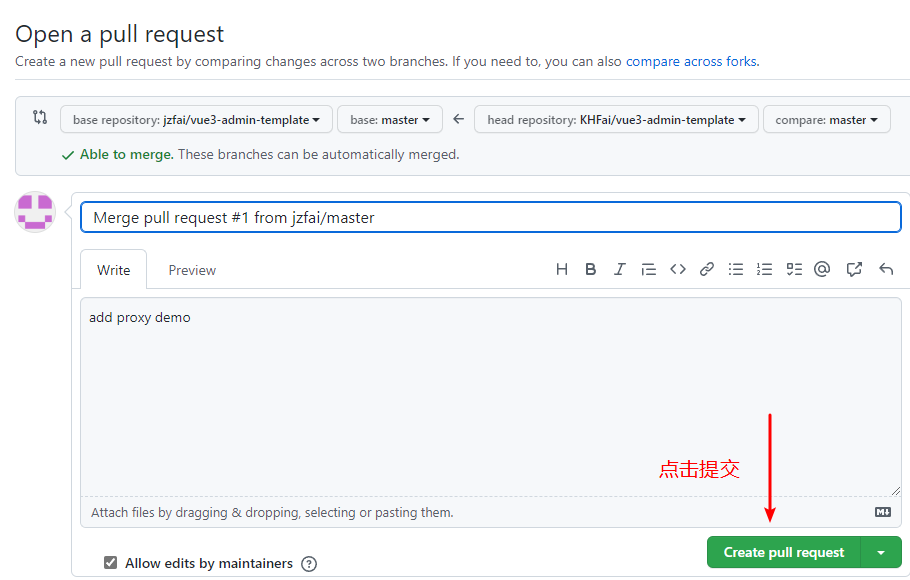 Open a pull request
Create a new pull request by comparing changes across two branches. If you need to, you can also compare across forks.
base repository: jzfai/vue3-admin-template base: master head repository: KHFai/vue3-admin-template compare: master
Able to merge. These branches can be automatically merged.
Merge pull request #1 from jzfai/master
Write Preview H B I @
add proxy demo
点击提交
Attach files by dragging & dropping, selecting or pasting them. M
Create pull request
Allow edits by maintainers ?